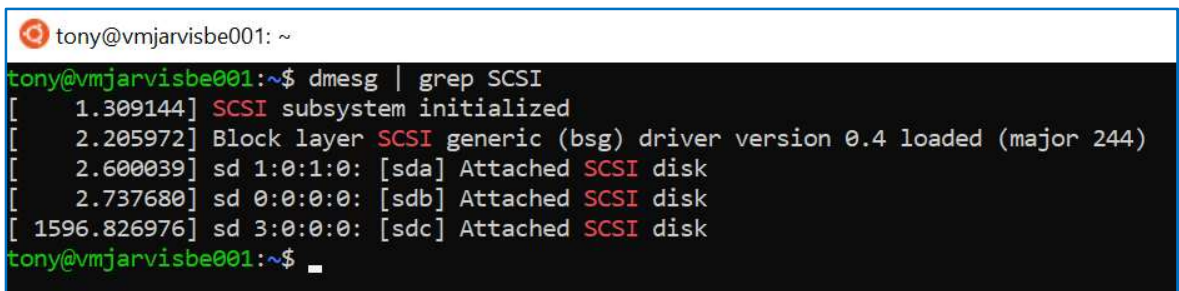 tony@vmjarvisbe001: ~
tony@vmjarvisbe001:~$ dmesg | grep SCSI
[    1.309144] SCSI subsystem initialized
[    2.205972] Block layer SCSI generic (bsg) driver version 0.4 loaded (major 244)
[    2.600039] sd 1:0:1:0: [sda] Attached SCSI disk
[    2.737680] sd 0:0:0:0: [sdb] Attached SCSI disk
[ 1596.826976] sd 3:0:0:0: [sdc] Attached SCSI disk
tony@vmjarvisbe001:~$